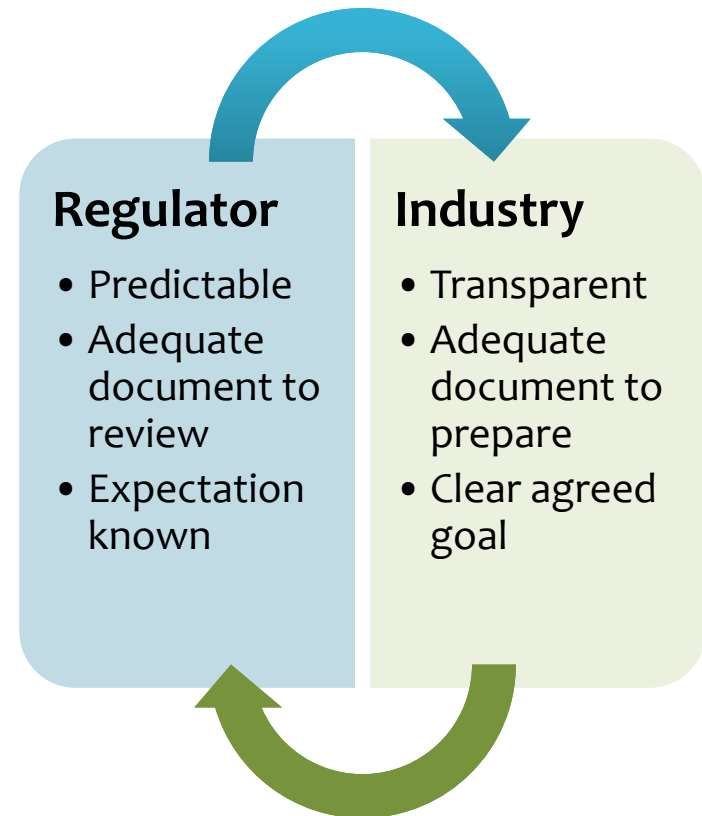 Regulator
• Predictable
• Adequate
document to
review
• Expectation
known
Industry
• Transparent
• Adequate
document to
prepare
• Clear agreed
goal